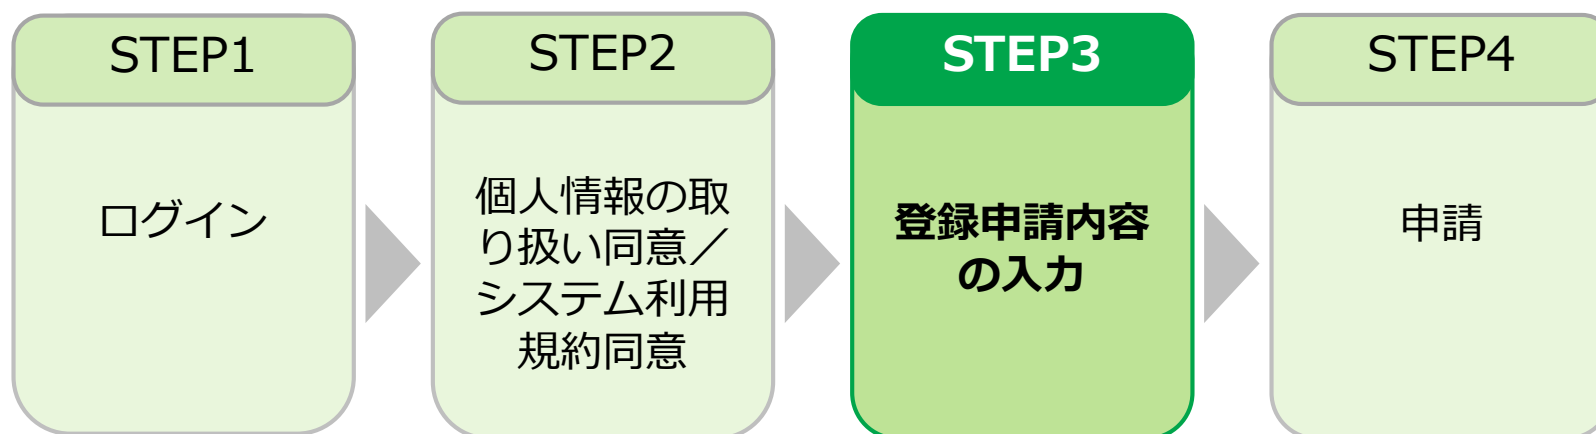 STEP1
ログイン
STEP2
個人情報の取
り扱い同意／
システム利用
規約同意
STEP3
登録申請内容
の入力
STEP4
申請